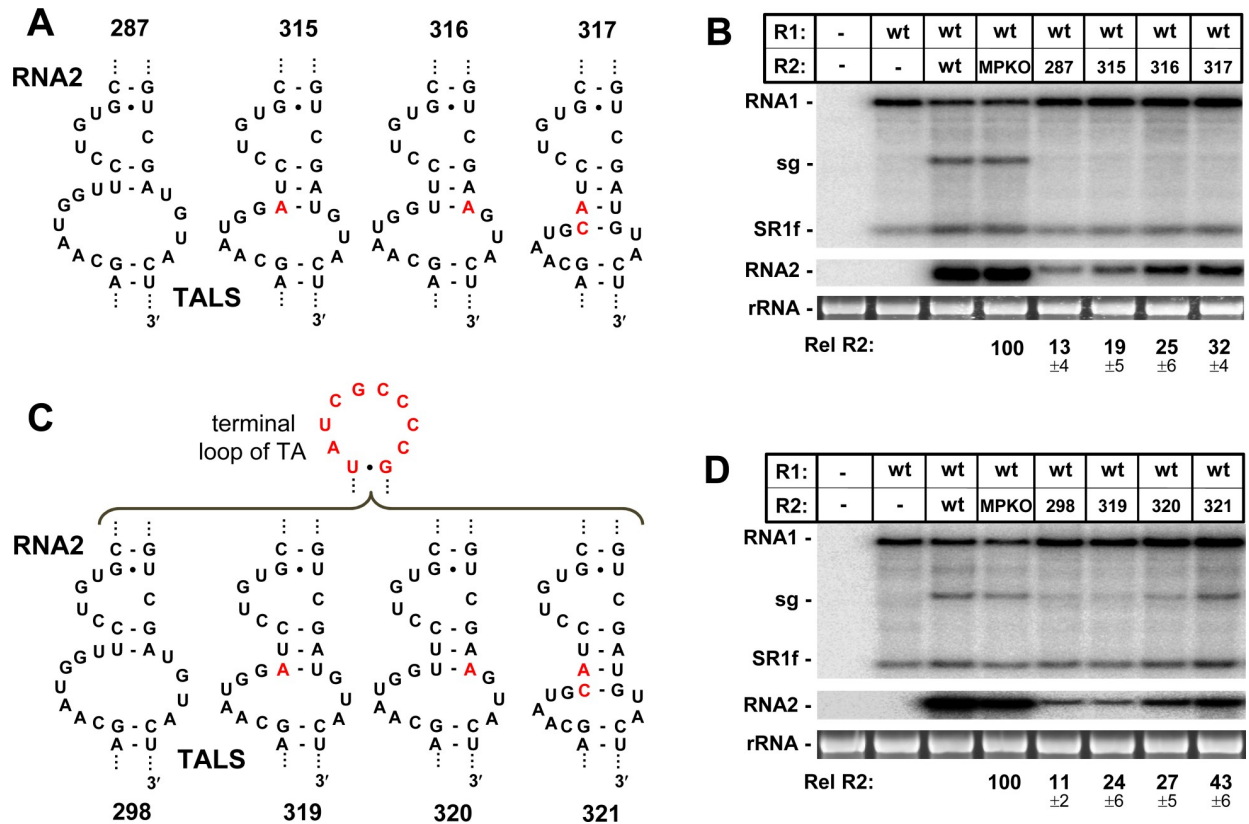 A
287 315 316 317
RNA2
C G U G U C C U U G G U A A C G A
G U C G A U G U A C U
C G U G U C C U A G G U A A C G A
G U C G A U G U A C U
C G U G U C C U U G G U A A C G A
G U C G A A G U A C U
C G U G U C C U A C G U A A C G A
G U C G A U G U A C U
TALS
3′ 3′ 3′ 3′
B
R1: - wt wt wt wt wt wt wt
R2: - - wt MPKO 287 315 316 317
RNA1 -
sg -
SR1f -
RNA2 -
rRNA -
Rel R2: 100 13 19 25 32
±4 ±5 ±6 ±4
C
terminal
loop of TA
U A U C G C C C C G
RNA2
C G U G U C C U U G G U A A C G A
G U C G A U G U A C U
C G U G U C C U A G G U A A C G A
G U C G A U G U A C U
C G U G U C C U U G G U A A C G A
G U C G A A G U A C U
C G U G U C C U A C G U A A C G A
G U C G A U G U A C U
TALS
3′ 3′ 3′ 3′
298 319 320 321
D
R1: - wt wt wt wt wt wt wt
R2: - - wt MPKO 298 319 320 321
RNA1 -
sg -
SR1f -
RNA2 -
rRNA -
Rel R2: 100 11 24 27 43
±2 ±6 ±5 ±6